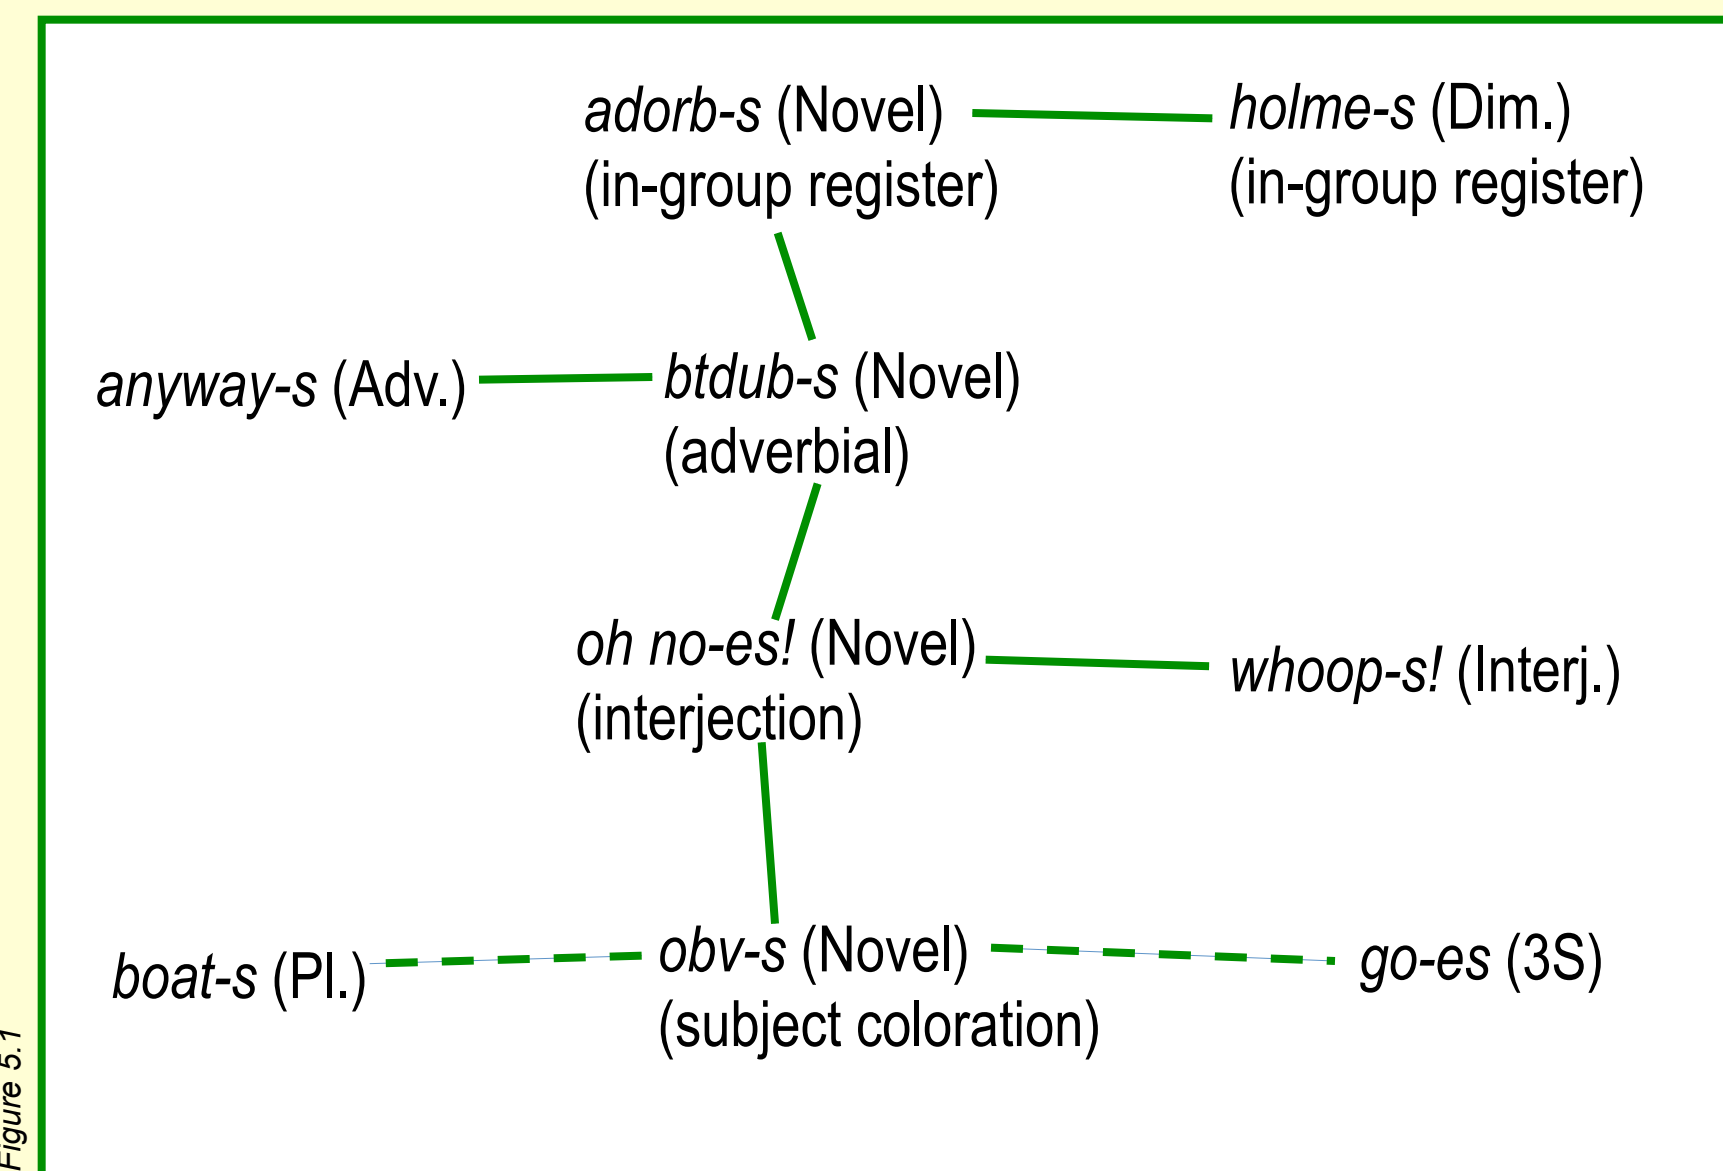 adorb-s (Novel)
(in-group register)
holme-s (Dim.)
(in-group register)
anyway-s (Adv.)
btdub-s (Novel)
(adverbial)
oh no-es! (Novel)
(interjection)
whoop-s! (Interj.)
boat-s (Pl.)
obv-s (Novel)
(subject coloration)
go-es (3S)
Figure 5.1